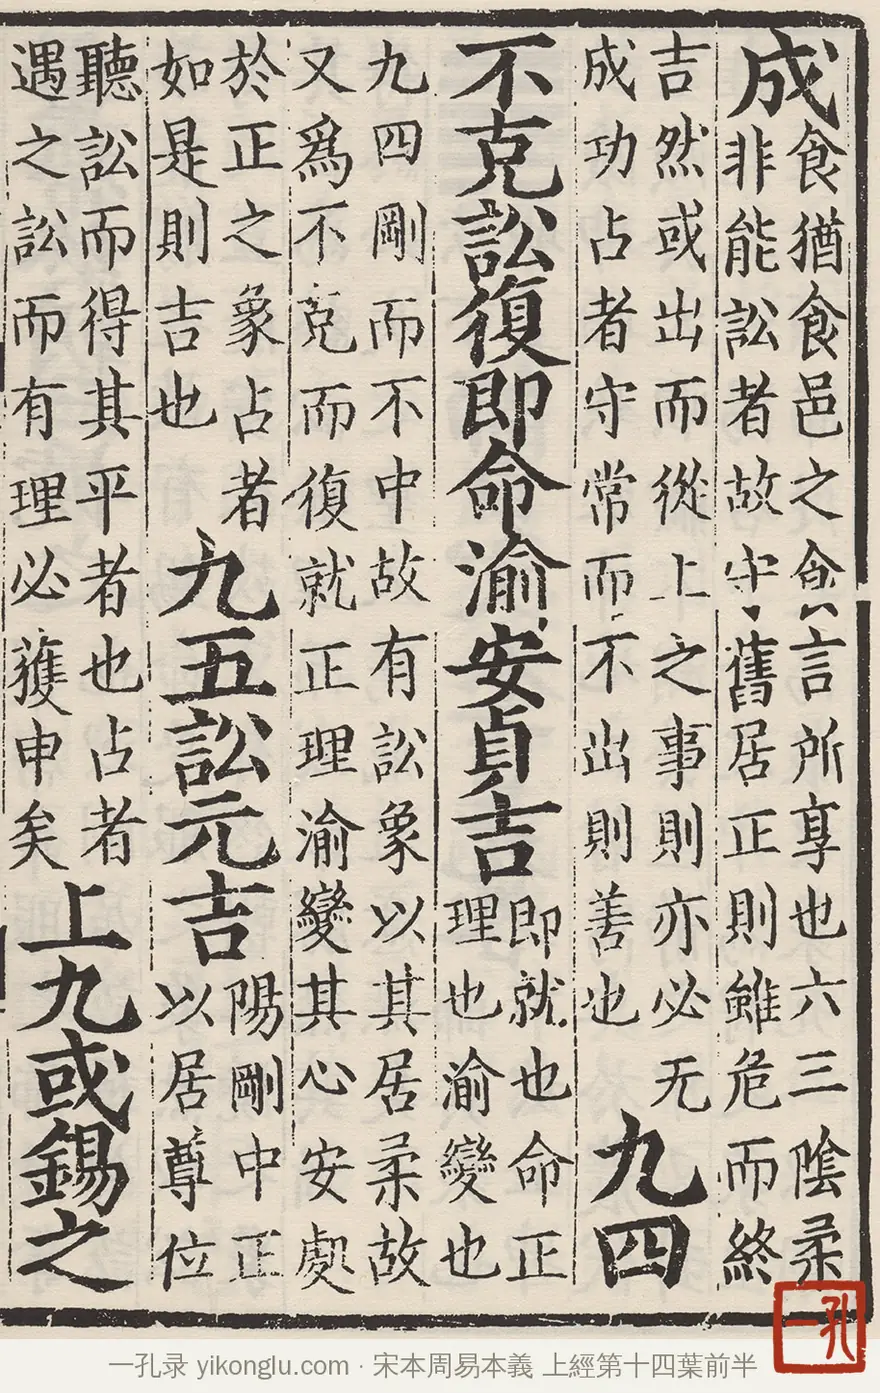 成
食猶食邑之食言所享也六三陰柔
非能訟者故守舊居正則雖危而終
吉然或出而從上之事則亦必无
成功占者守常而不出則善也
九四
不克訟復即命渝安貞吉
即就也命正
理也渝變也
九四剛而不中故有訟象以其居柔故
又爲不克而復就正理渝變其心安處
於正之象占者
如是則吉也
九五訟元吉
陽剛中正
以居尊位
聽訟而得其平者也占者
遇之訟而有理必獲申矣
上九或錫之
一孔
一孔录 yikonglu.com · 宋本周易本義 上經第十四葉前半